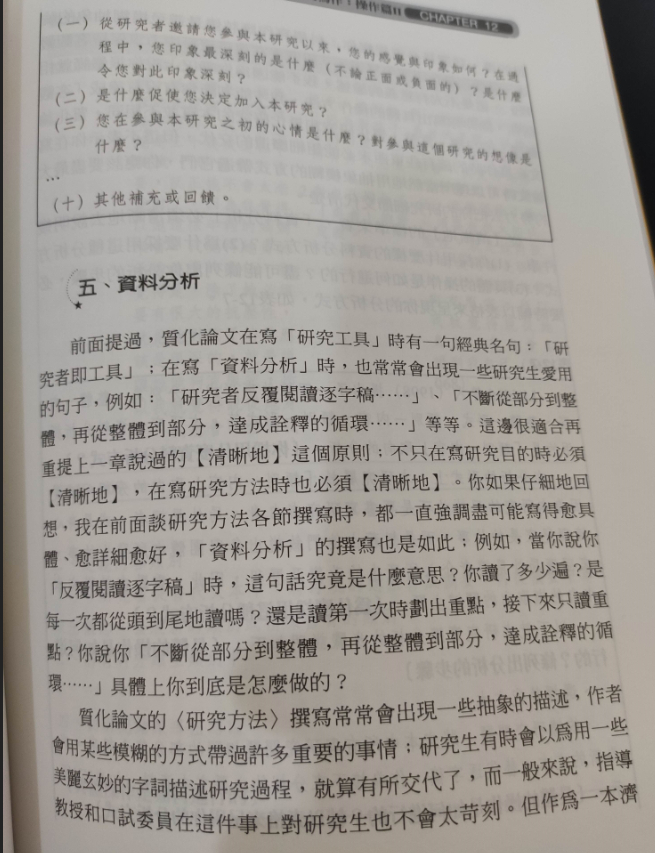 操作篇II CHAPTER 12
(一) 從研究者邀請您參與本研究以來,您的感覺與印象如何?在過
程中,您印象最深刻的是什麼(不論正面或負面的)?是什麼
令您對此印象深刻?
(二) 是什麼促使您決定加入本研究?
(三) 您在參與本研究之初的心情是什麼?對參與這個研究的想像是
什麼?
…
(十) 其他補充或回饋。
五、資料分析
前面提過,質化論文在寫「研究工具」時有一句經典名句:「研
究者即工具」;在寫「資料分析」時,也常常會出現一些研究生愛用
的句子,例如:「研究者反覆閱讀逐字稿……」、「不斷從部分到整
體,再從整體到部分,達成詮釋的循環……」等等。這邊很適合再
重提上一章說過的【清晰地】這個原則;不只在寫研究目的時必須
【清晰地】,在寫研究方法時也必須【清晰地】。你如果仔細地回
想,我在前面談研究方法各節撰寫時,都一直強調盡可能寫得愈具
體、愈詳細愈好,「資料分析」的撰寫也是如此;例如,當你說你
「反覆閱讀逐字稿」時,這句話究竟是什麼意思?你讀了多少遍?是
每一次都從頭到尾地讀嗎?還是讀第一次時劃出重點,接下來只讀重
點?你說你「不斷從部分到整體,再從整體到部分,達成詮釋的循
環……」具體上你到底是怎麼做的?
質化論文的〈研究方法〉撰寫常常會出現一些抽象的描述,作者
會用某些模糊的方式帶過許多重要的事情;研究生有時會以為用一些
美麗玄妙的字詞描述研究過程,就算有所交代了,而一般來說,指導
教授和口試委員在這件事上對研究生也不會太苛刻。但作為一本濟